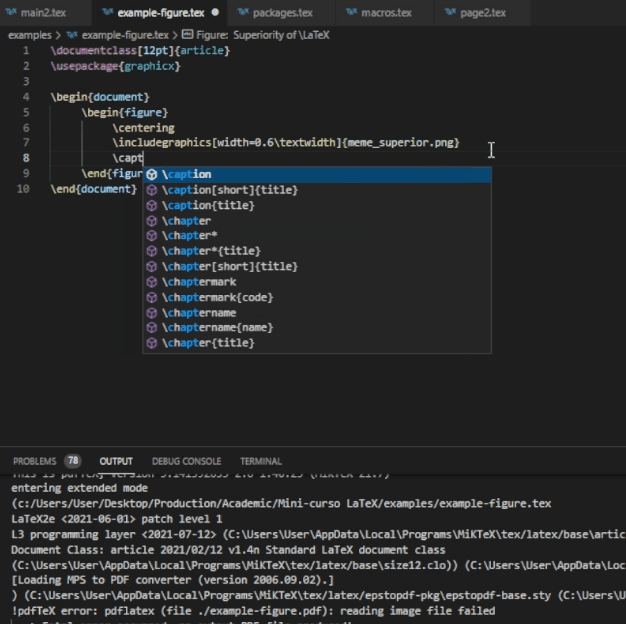 main2.tex example-figure.tex packages.tex macros.tex page2.tex
examples > example-figure.tex > Figure: Superiority of \LaTeX
1 \documentclass[12pt]{article}
2 \usepackage{graphicx}
3
4 \begin{document}
5 \begin{figure}
6 \centering
7 \includegraphics[width=0.6\textwidth]{meme_superior.png}
8 \capt
9 \end{figur
10 \end{document}
\caption
\caption[short]{title}
\caption{title}
\chapter
\chapter*
\chapter*{title}
\chapter[short]{title}
\chaptermark
\chaptermark{code}
\chaptername
\chaptername{name}
\chapter{title}
PROBLEMS 78 OUTPUT DEBUG CONSOLE TERMINAL
entering extended mode
(c:/Users/User/Desktop/Production/Academic/Mini-curso LaTeX/examples/example-figure.tex
LaTeX2e <2021-06-01> patch level 1
L3 programming layer <2021-07-12> (C:\Users\User\AppData\Local\Programs\MiKTeX\tex/latex/base\artic
Document Class: article 2021/02/12 v1.4n Standard LaTeX document class
(C:\Users\User\AppData\Local\Programs\MiKTeX\tex/latex/base\size12.clo)) (C:\Users\User\AppData\Loc
[Loading MPS to PDF converter (version 2006.09.02).]
) (C:\Users\User\AppData\Local\Programs\MiKTeX\tex/latex/epstopdf-pkg\epstopdf-base.sty (C:\Users\U
!pdfTeX error: pdflatex (file ./example-figure.pdf): reading image file failed